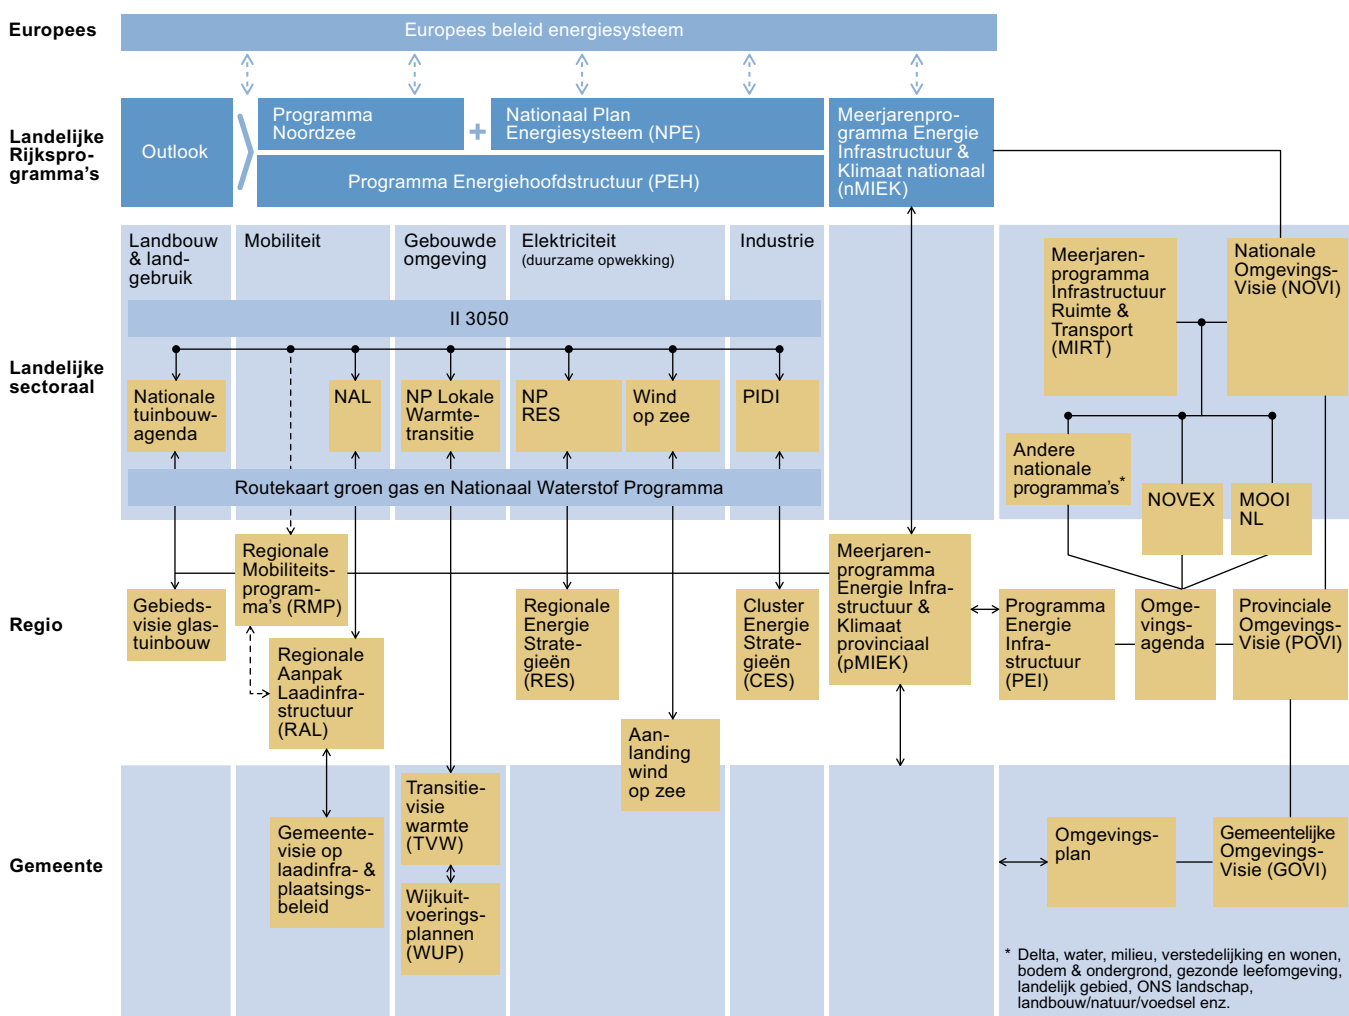 Europees
Europees beleid energiesysteem
Landelijke
Rijkspro-
gramma's
Outlook
Programma
Noordzee
+
Nationaal Plan
Energiesysteem (NPE)
Programma Energiehoofdstructuur (PEH)
Meerjarenpro-
gramma Energie
Infrastructuur &
Klimaat nationaal
(nMIEK)
Landelijke
sectoraal
Landbouw
& land-
gebruik
Mobiliteit
Gebouwde
omgeving
Elektriciteit
(duurzame opwekking)
Industrie
II 3050
Nationale
tuinbouw-
agenda
NAL
NP Lokale
Warmte-
transitie
NP
RES
Wind
op zee
PIDI
Routekaart groen gas en Nationaal Waterstof Programma
Meerjaren-
programma
Infrastructuur
Ruimte &
Transport
(MIRT)
Nationale
Omgevings-
Visie (NOVI)
Andere
nationale
programma's*
NOVEX
MOOI
NL
Regio
Gebieds-
visie glas-
tuinbouw
Regionale
Mobiliteits-
program-
ma's (RMP)
Regionale
Aanpak
Laadinfra-
structuur
(RAL)
Regionale
Energie
Strate-
gieën
(RES)
Aan-
landing
wind
op zee
Cluster
Energie
Strate-
gieën
(CES)
Meerjaren-
programma
Energie Infra-
structuur &
Klimaat
provinciaal
(pMIEK)
Programma
Energie
Infra-
structuur
(PEI)
Omge-
vings-
agenda
Provinciale
Omgevings-
Visie (POVI)
Gemeente
Gemeente-
visie op
laadinfra- &
plaatsings-
beleid
Transitie-
visie
warmte
(TVW)
Wijkuit-
voerings-
plannen
(WUP)
Omgevings-
plan
Gemeentelijke
Omgevings-
Visie (GOVI)
* Delta, water, milieu, verstedelijking en wonen,
bodem & ondergrond, gezonde leefomgeving,
landelijk gebied, ONS landschap,
landbouw/natuur/voedsel enz.